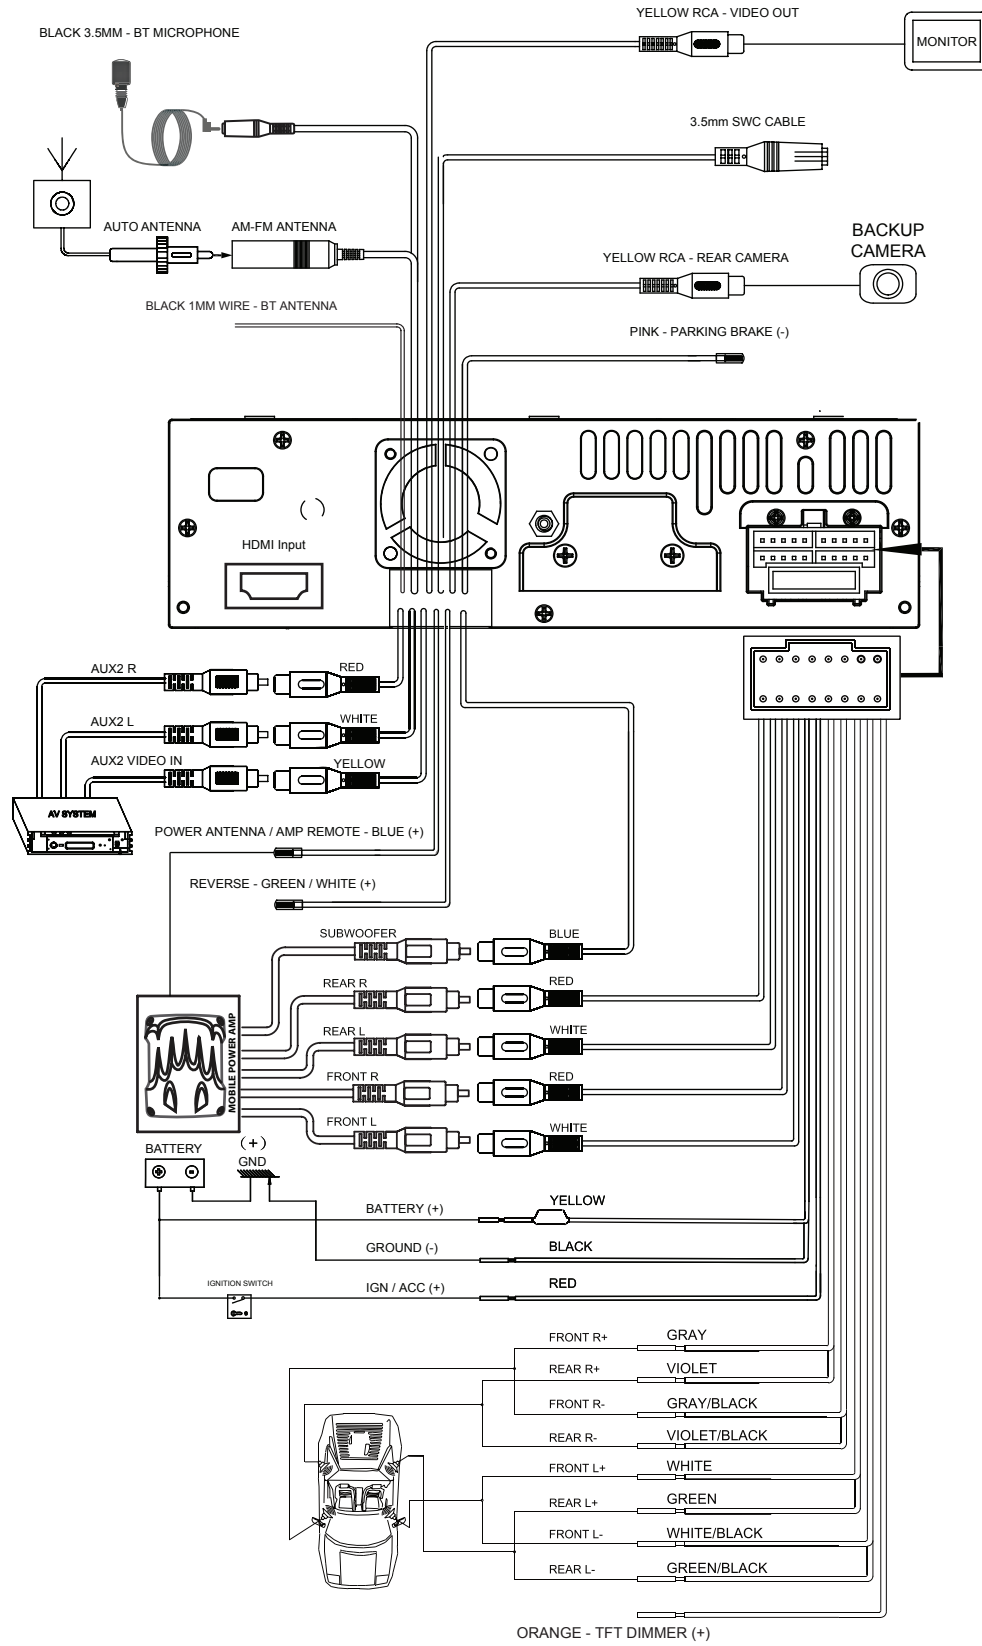 YELLOW RCA - VIDEO OUT
BLACK 3.5MM - BT MICROPHONE
MONITOR
3.5mm SWC CABLE
AUTO ANTENNA
AM-FM ANTENNA
BACKUP
CAMERA
YELLOW RCA - REAR CAMERA
BLACK 1MM WIRE - BT ANTENNA
PINK - PARKING BRAKE (-)
HDMI Input
AUX2 R
RED
AUX2 L
WHITE
AUX2 VIDEO IN
YELLOW
AV SYSTEM
POWER ANTENNA / AMP REMOTE - BLUE (+)
REVERSE - GREEN / WHITE (+)
SUBWOOFER
BLUE
REAR R
RED
REAR L
WHITE
FRONT R
RED
FRONT L
WHITE
MOBILE POWER AMP
BATTERY
(+)
GND
BATTERY (+)
YELLOW
GROUND (-)
BLACK
IGNITION SWITCH
IGN / ACC (+)
RED
FRONT R+
GRAY
REAR R+
VIOLET
FRONT R-
GRAY/BLACK
REAR R-
VIOLET/BLACK
FRONT L+
WHITE
REAR L+
GREEN
FRONT L-
WHITE/BLACK
REAR L-
GREEN/BLACK
ORANGE - TFT DIMMER (+)